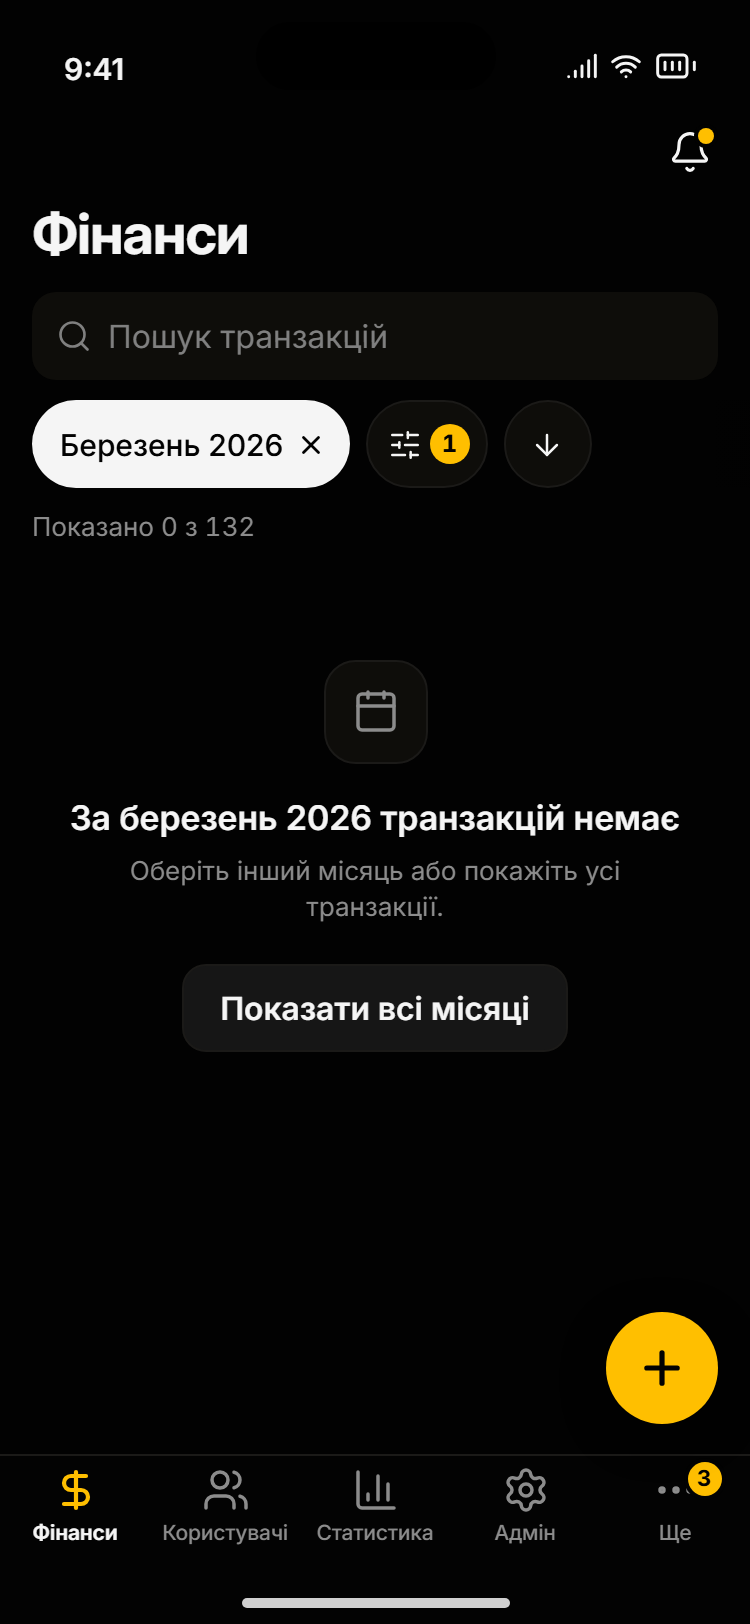 9:41
Фінанси
Пошук транзакцій
Березень 2026
1
Показано 0 з 132
За березень 2026 транзакцій немає
Оберіть інший місяць або покажіть усі
транзакції.
Показати всі місяці
3
Фінанси
Користувачі
Статистика
Адмін
Ще